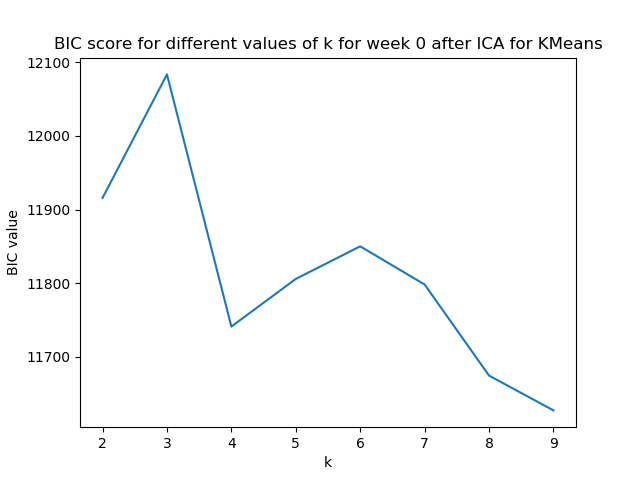 BIC score for different values of k for week 0 after ICA for KMeans
12100
12000
11900
11800
11700
BIC value
2 3 4 5 6 7 8 9
k